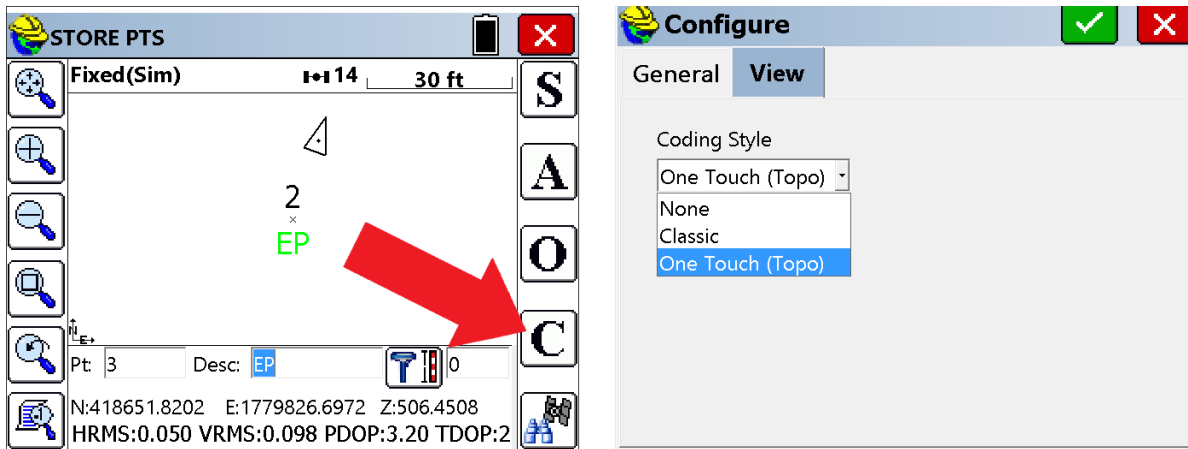 STORE PTS
Fixed(Sim) 14 30 ft
S
2
A
EP
O
C
N
E
Pt: 3 Desc: EP 0
N:418651.8202 E:1779826.6972 Z:506.4508
HRMS:0.050 VRMS:0.098 PDOP:3.20 TDOP:2
Configure
General View
Coding Style
One Touch (Topo)
None
Classic
One Touch (Topo)